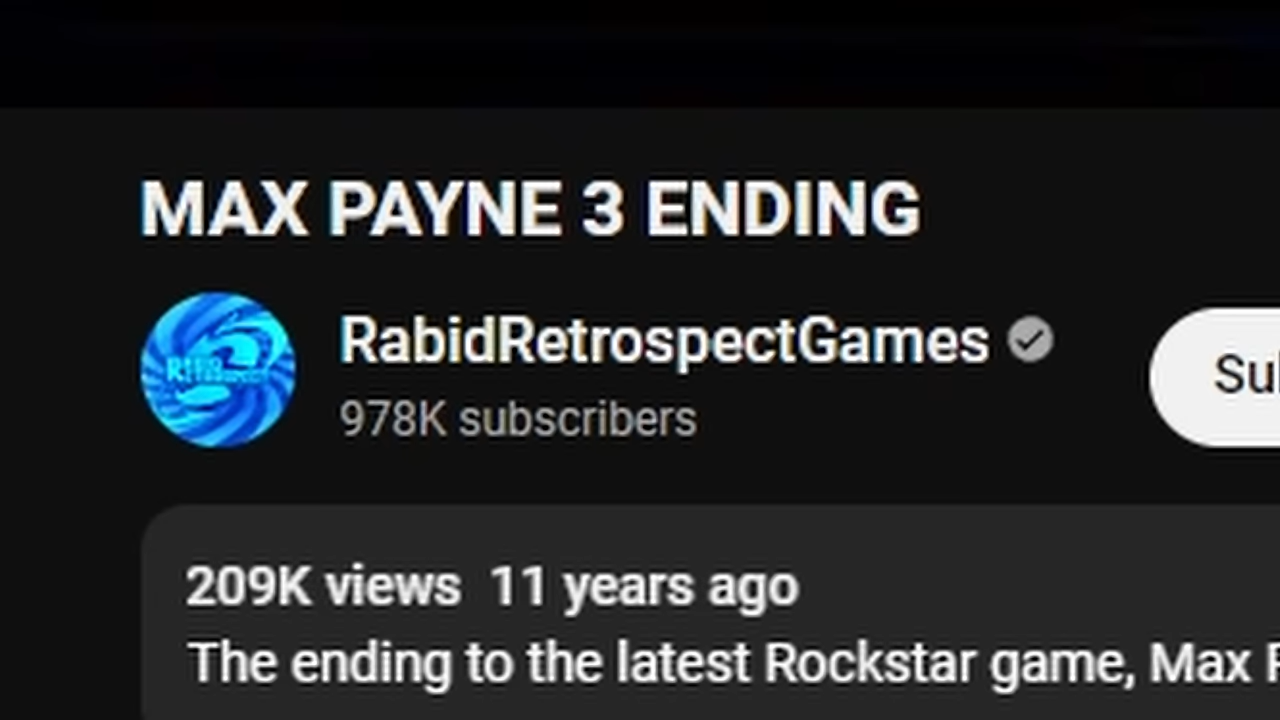 MAX PAYNE 3 ENDING
RabidRetrospectGames
Su
978K subscribers
209K views 11 years ago
The ending to the latest Rockstar game, Max